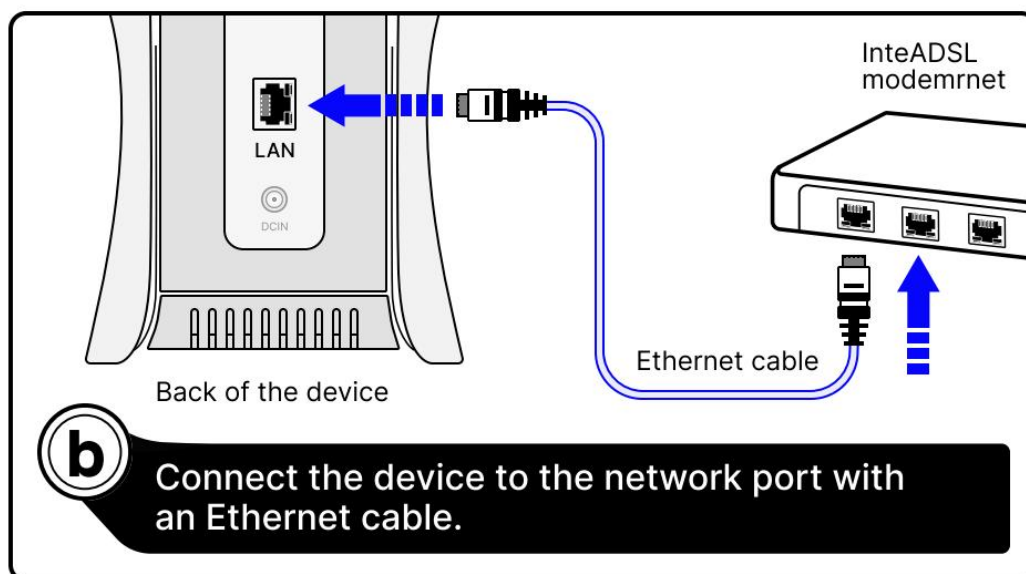 InteADSL
modemrnet
LAN
DCIN
Ethernet cable
Back of the device
b
Connect the device to the network port with
an Ethernet cable.